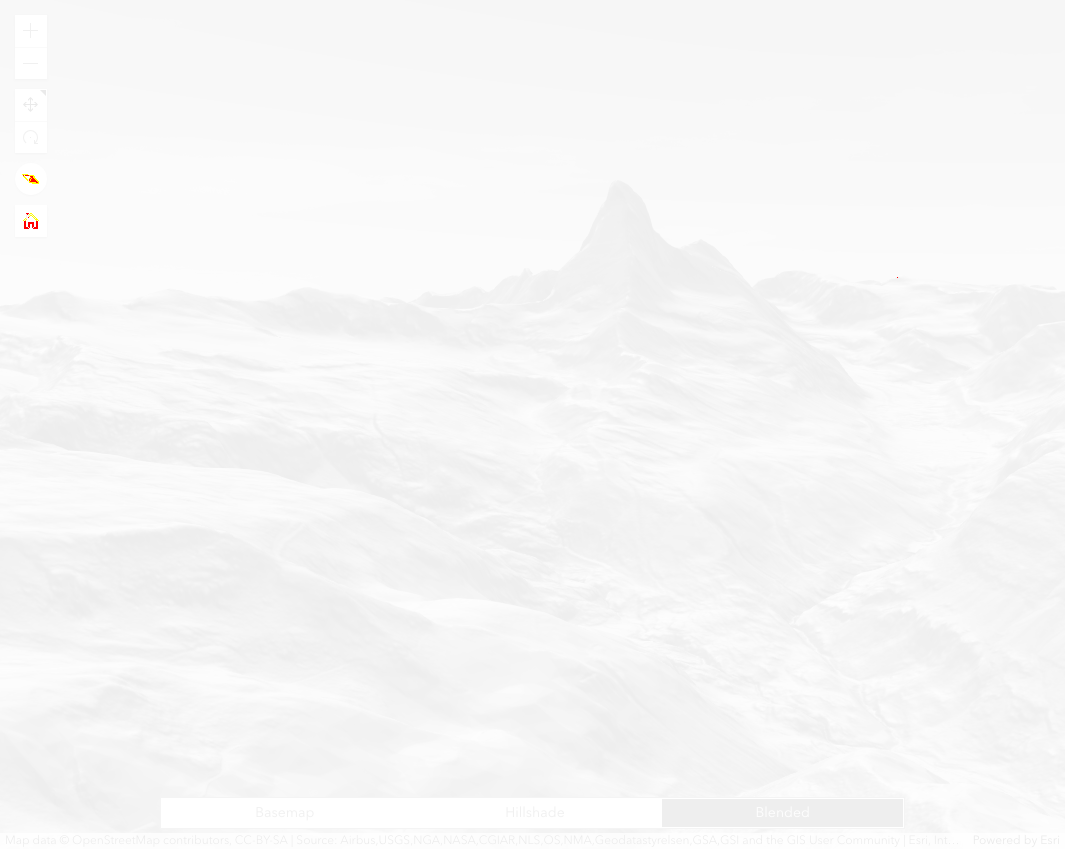 Basemap
Hillshade
Blended
Map data © OpenStreetMap contributors, CC-BY-SA | Source: Airbus,USGS,NGA,NASA,CGIAR,NLS,OS,NMA,Geodatastyrelsen,GSA,GSI and the GIS User Community | Esri, Int...
Powered by Esri